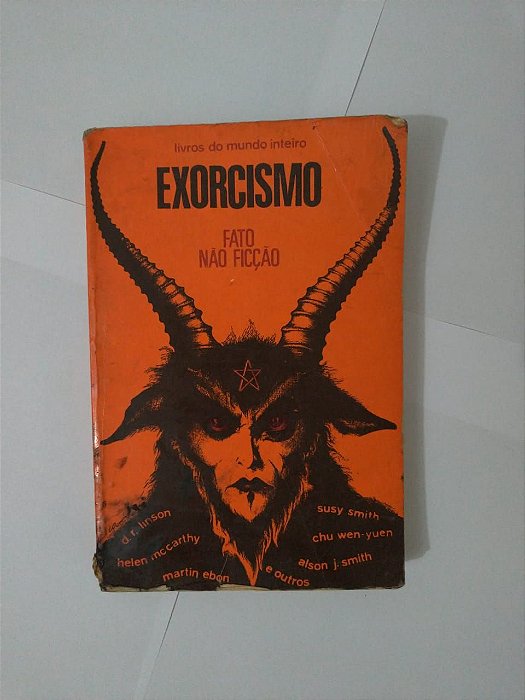 livros do mundo inteiro
EXORCISMO
FATO
NÃO FICÇÃO
d. r. linson
susy smith
helen mccarthy
chu wen-yuen
martin ebon
e outros
alson j. smith